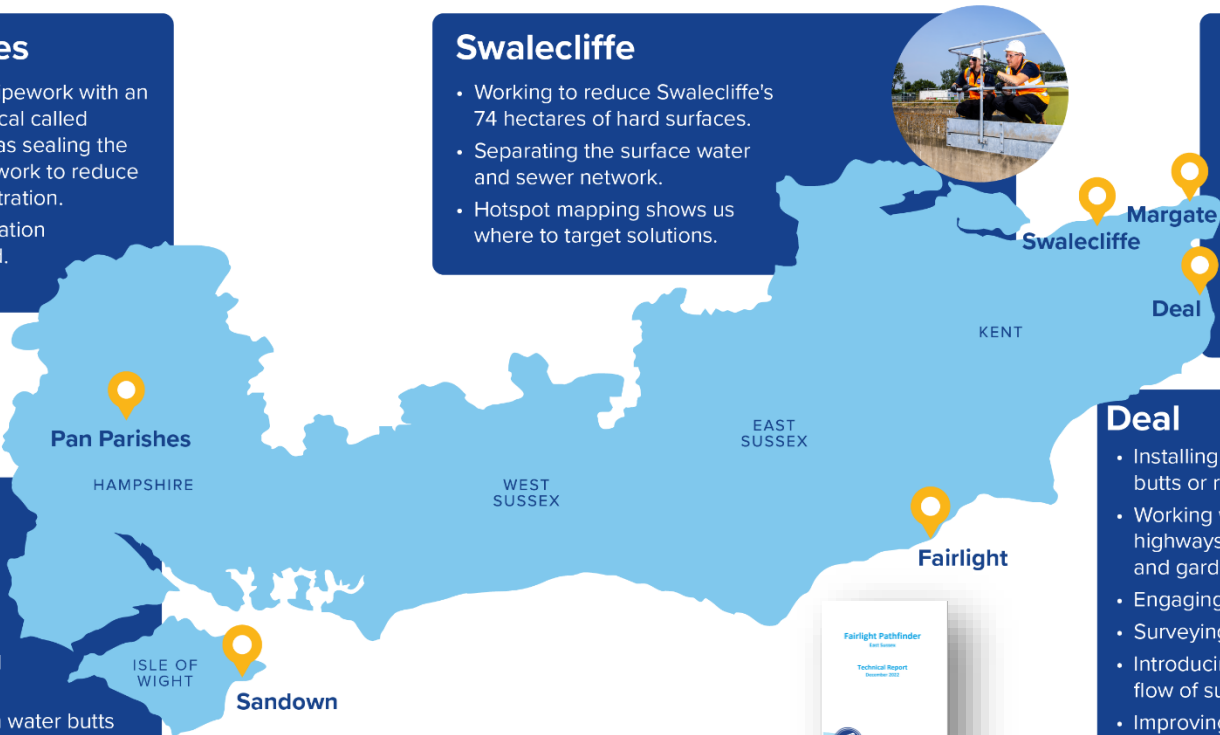 es
pework with an
cal called
as sealing the
work to reduce
tration.
ation
.
Swalecliffe
• Working to reduce Swalecliffe's
74 hectares of hard surfaces.
• Separating the surface water
and sewer network.
• Hotspot mapping shows us
where to target solutions.
Margate
Swalecliffe
Deal
KENT
Pan Parishes
HAMPSHIRE
WEST
SUSSEX
EAST
SUSSEX
Fairlight
ISLE OF
WIGHT
Sandown
water butts
Fairlight Pathfinder
East Sussex
Technical Report
December 2022
Deal
• Installing
butts or r
• Working
highways
and gard
• Engaging
• Surveying
• Introducin
flow of su
• Improving